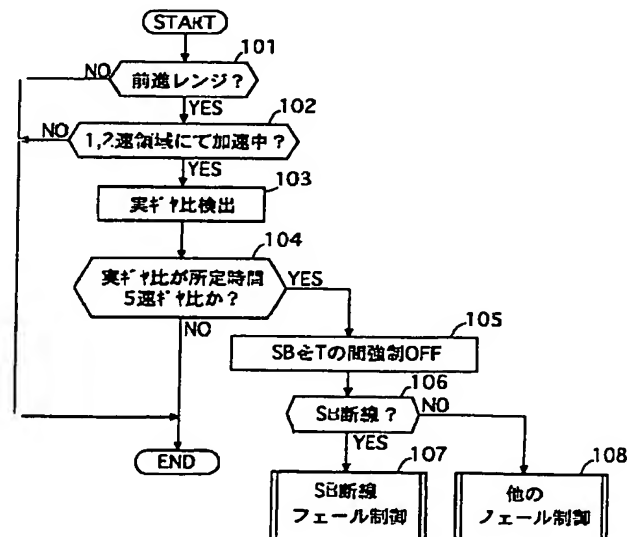 START
101
前進レンジ？
NO
YES
102
1,2速領域にて加速中？
NO
YES
103
実ギヤ比検出
104
実ギヤ比が所定時間
5速ギヤ比か？
YES
NO
105
SBをTの間強制OFF
106
SB断線？
NO
YES
END
107
SB断線
フェール制御
108
他の
フェール制御